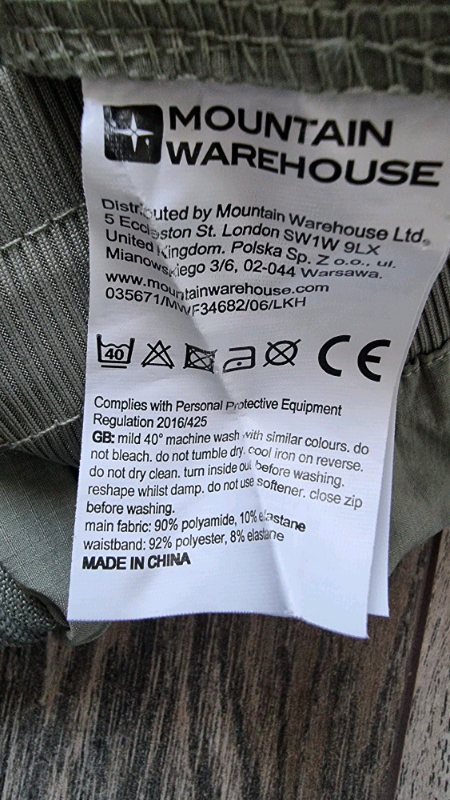 MOUNTAIN
WAREHOUSE
Distributed by Mountain Warehouse Ltd.
5 Eccleston St. London SW1W 9LX
United Kingdom. Polska Sp. Z o.o., ul.
Mianowskiego 3/6, 02-044 Warsawa.
www.mountainwarehouse.com
035671/MWF34682/06/LKH
40
CE
Complies with Personal Protective Equipment
Regulation 2016/425
GB: mild 40° machine wash with similar colours. do
not bleach. do not tumble dry. cool iron on reverse.
do not dry clean. turn inside out before washing.
reshape whilst damp. do not use softener. close zip
before washing.
main fabric: 90% polyamide, 10% elastane
waistband: 92% polyester, 8% elastane
MADE IN CHINA